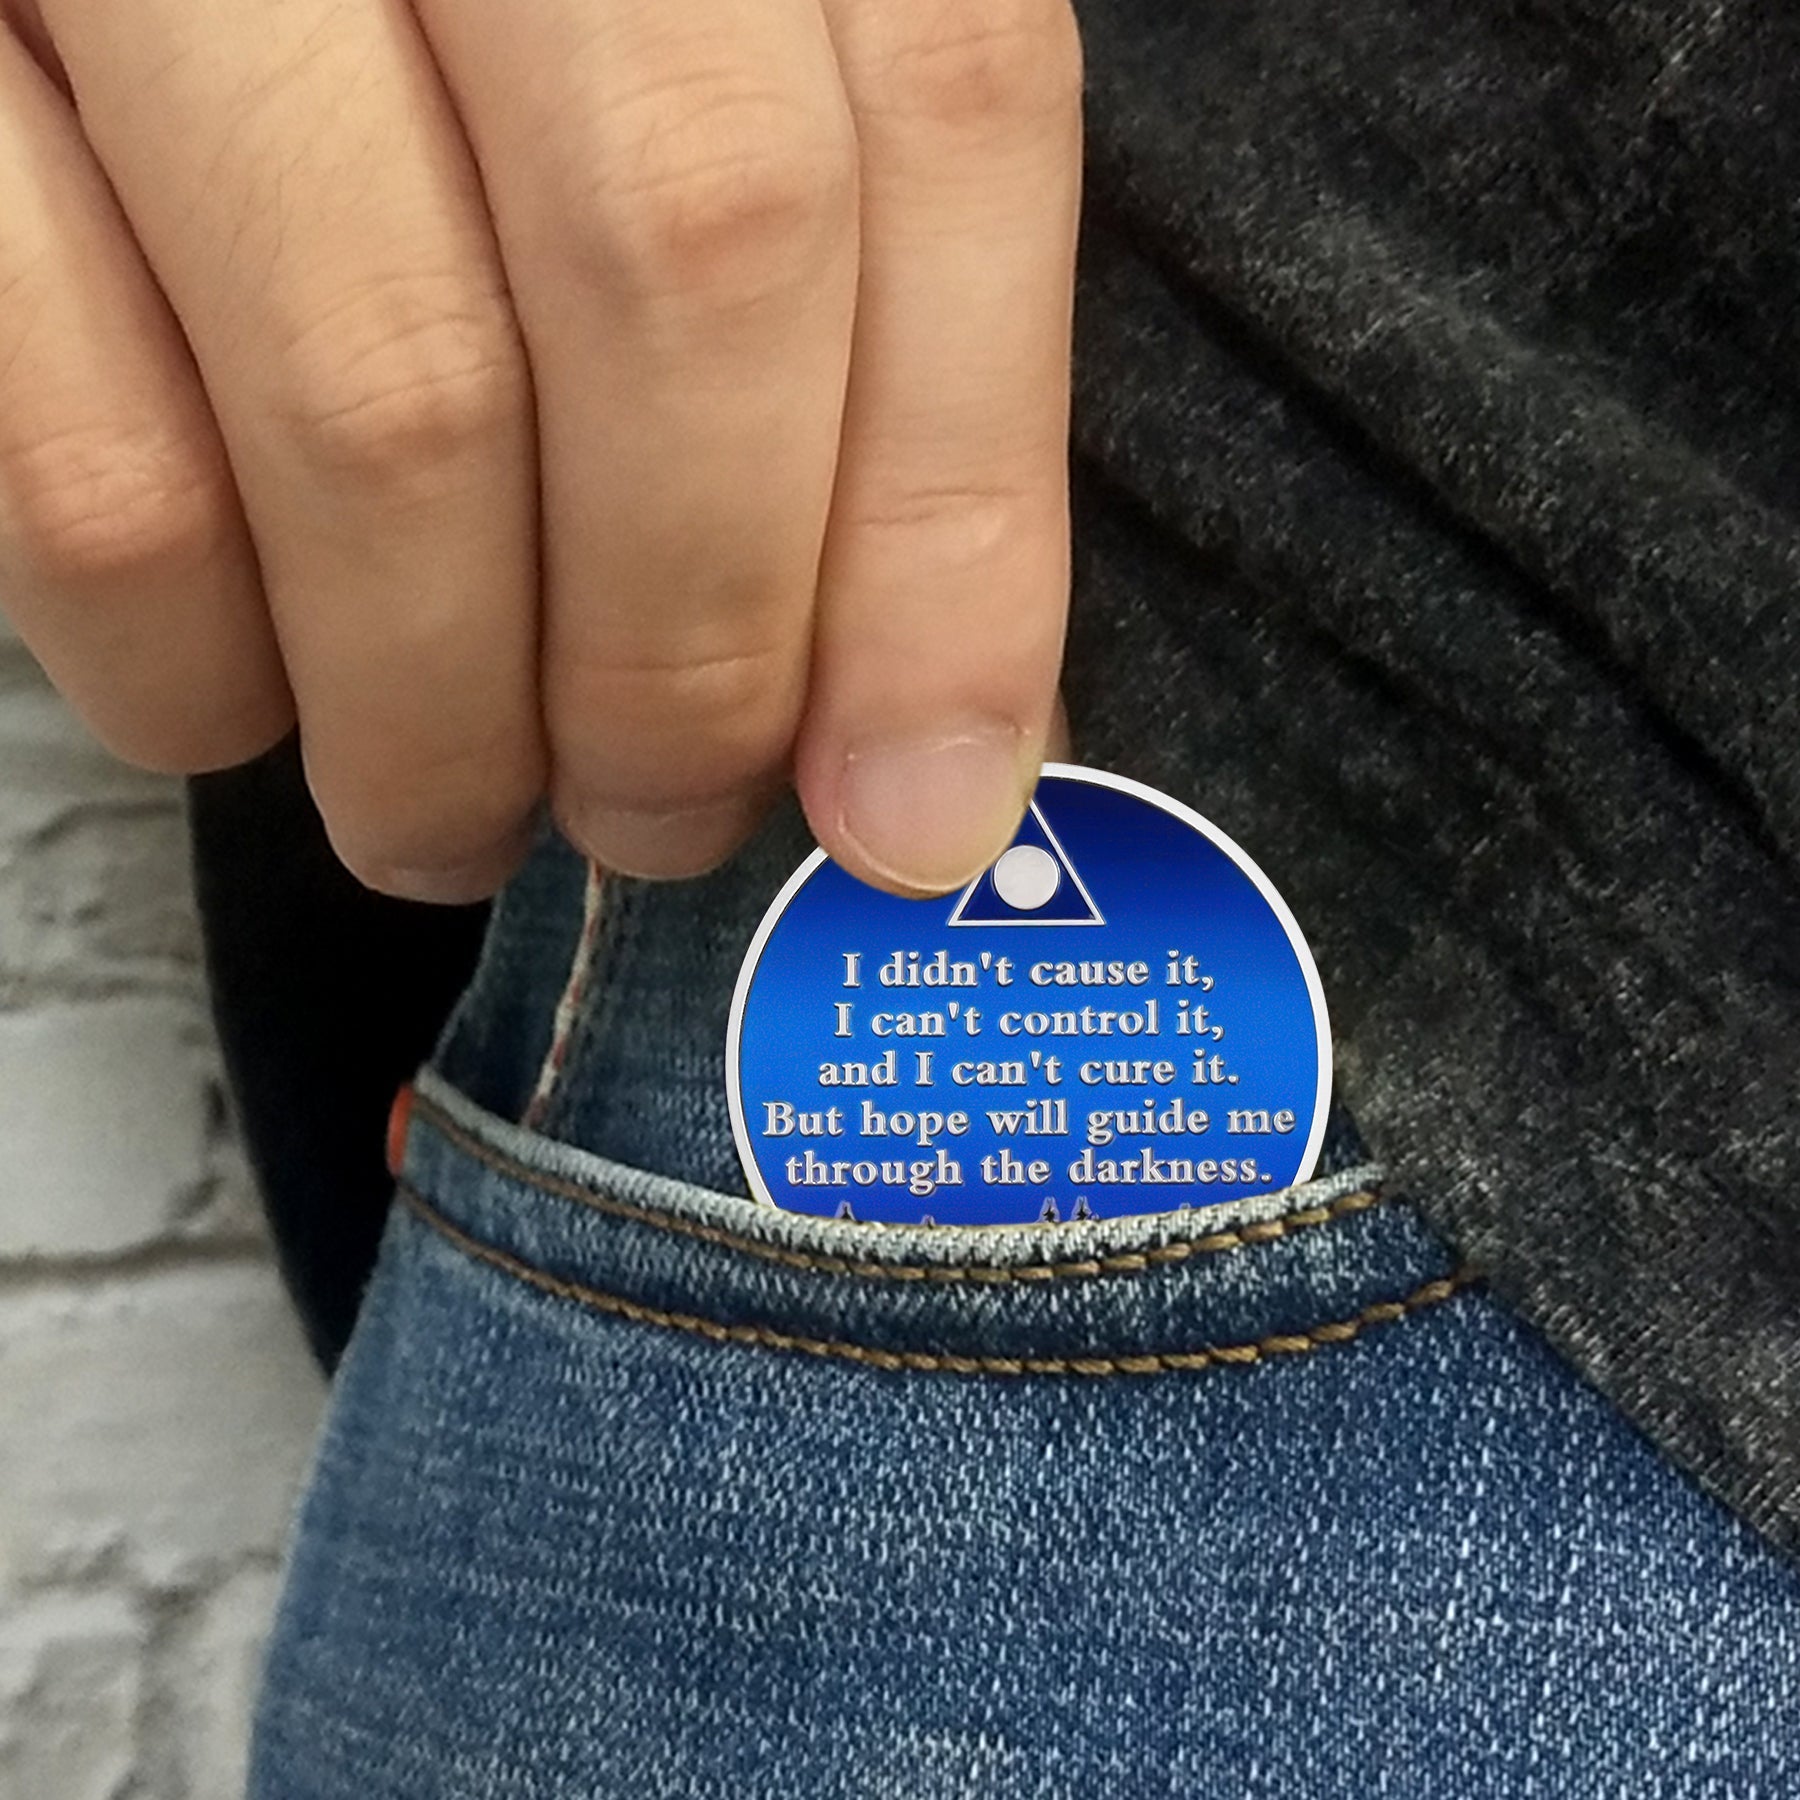 I didn't cause it,
I can't control it,
and I can't cure it.
But hope will guide me
through the darkness.